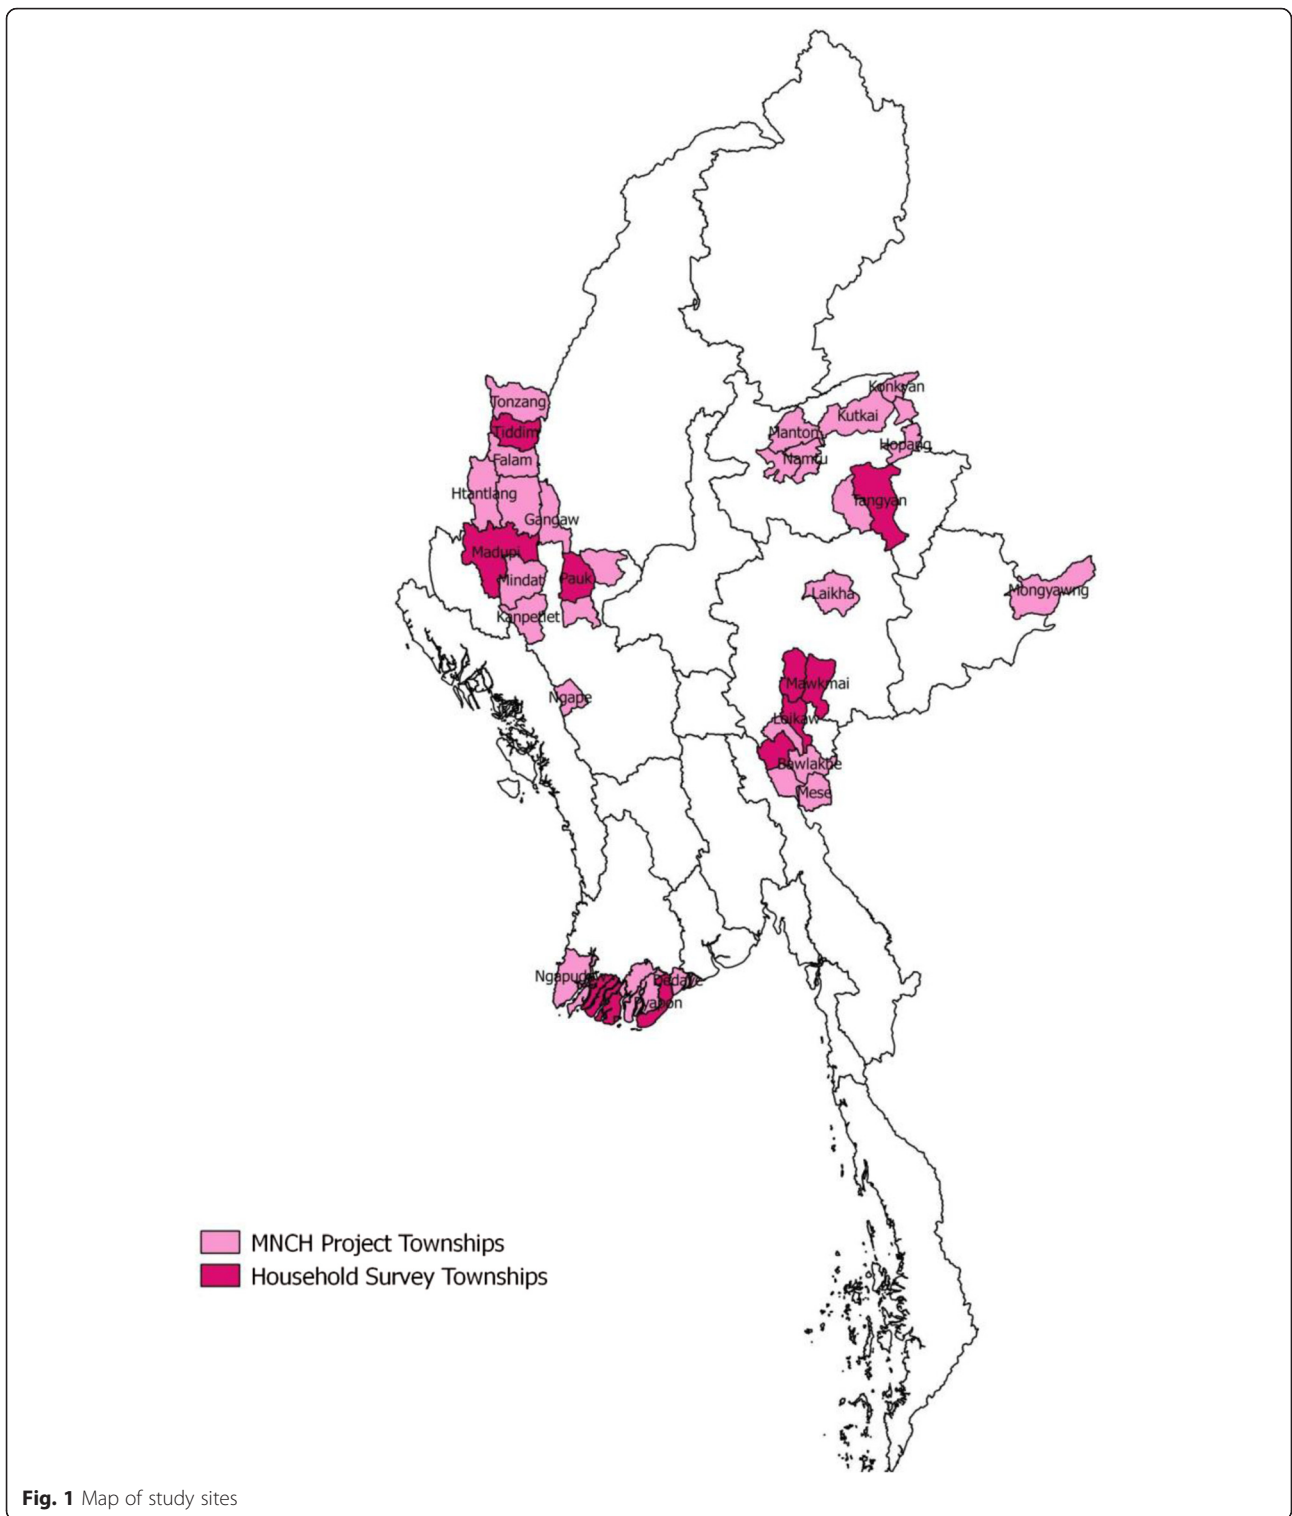 Konkyan
Tonzang
Kutkai
Tiddim
Manton
Hopang
Falam
Namtu
Htantlang
Tangyan
Gangaw
Madupi
Mindat
Pauk
Laikha
Mongyawng
Kanpetlet
Mawkmai
Ngape
Loikaw
Bawlakhe
Mese
Ngapudaw
Dedaye
Pyapon
MNCH Project Townships
Household Survey Townships
Fig. 1 Map of study sites